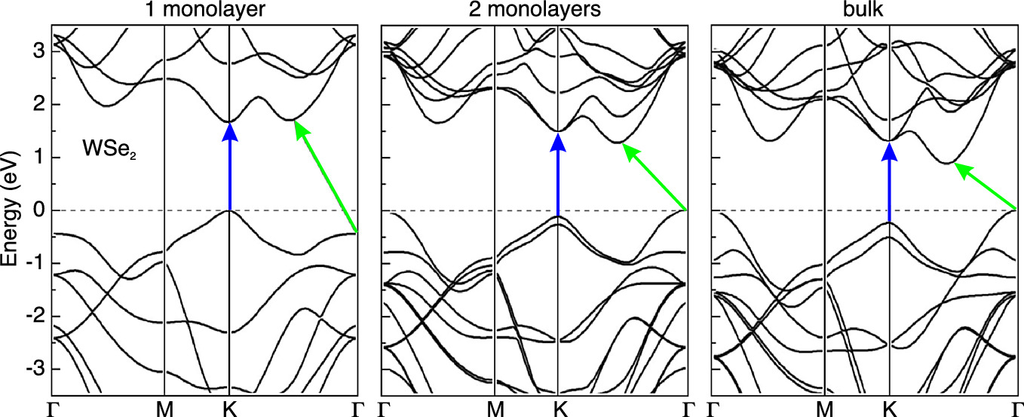 1 monolayer 2 monolayers bulk
3
2
1
0
-1
-2
-3
Energy (eV)
WSe₂
Γ M K Γ Γ M K Γ Γ M K Γ